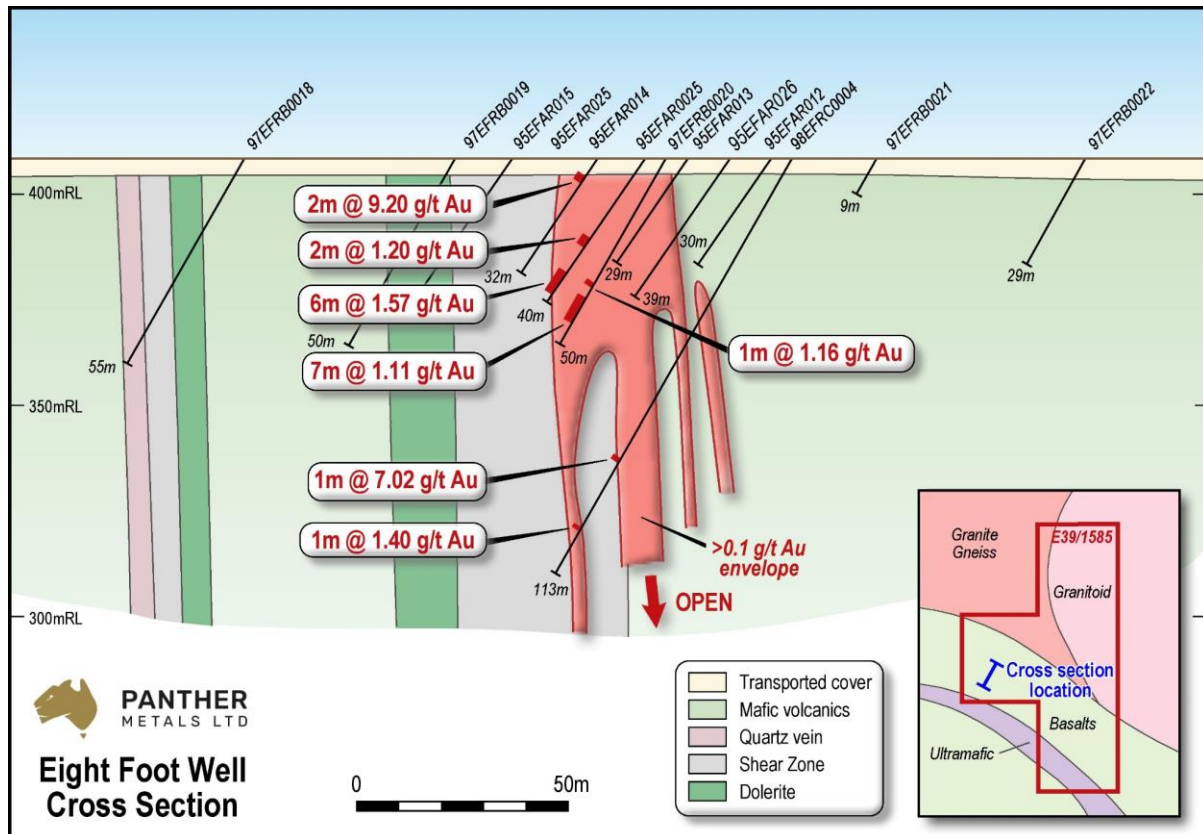 97EFRB0018
97EFRB0019
95EFAR015
95EFAR025
95EFAR014
95EFAR0025
97EFRB0020
95EFAR013
95EFAR026
95EFAR012
98EFRC0004
97EFRB0021
97EFRB0022
400mRL
2m @ 9.20 g/t Au
9m
2m @ 1.20 g/t Au
30m
32m
29m
29m
6m @ 1.57 g/t Au
39m
40m
50m
50m
1m @ 1.16 g/t Au
55m
7m @ 1.11 g/t Au
350mRL
1m @ 7.02 g/t Au
1m @ 1.40 g/t Au
>0.1 g/t Au
envelope
113m
OPEN
300mRL
PANTHER
METALS LTD
Eight Foot Well
Cross Section
0
50m
Transported cover
Mafic volcanics
Quartz vein
Shear Zone
Dolerite
E39/1585
Granite
Gneiss
Granitoid
Cross section
location
Basalts
Ultramafic